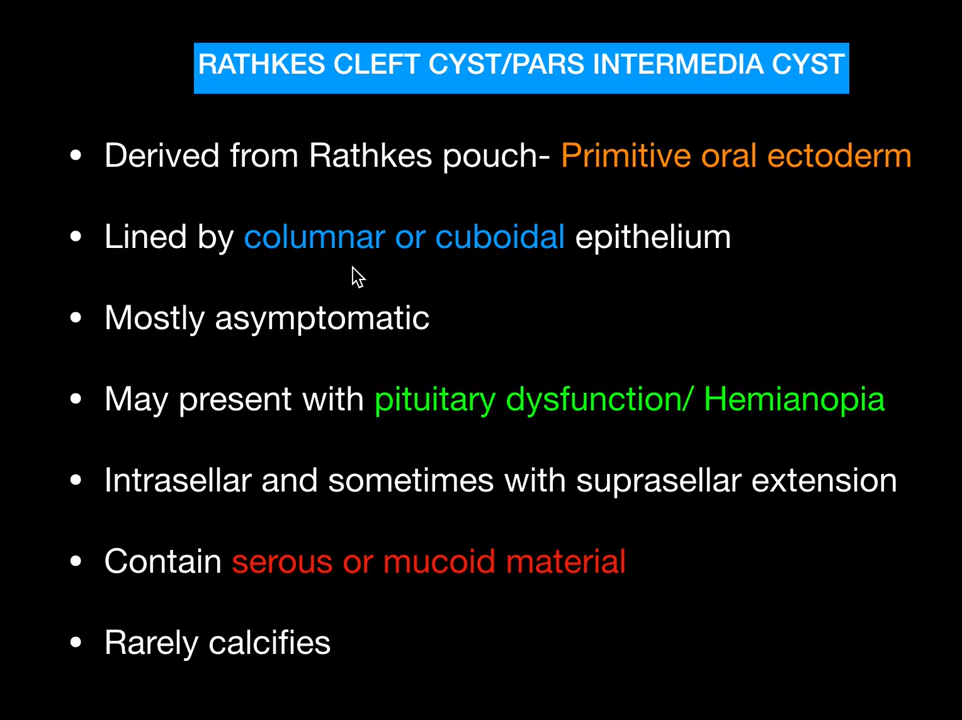 RATHKES CLEFT CYST/PARS INTERMEDIA CYST
• Derived from Rathkes pouch- Primitive oral ectoderm
• Lined by columnar or cuboidal epithelium
• Mostly asymptomatic
• May present with pituitary dysfunction/ Hemianopia
• Intrasellar and sometimes with suprasellar extension
• Contain serous or mucoid material
• Rarely calcifies